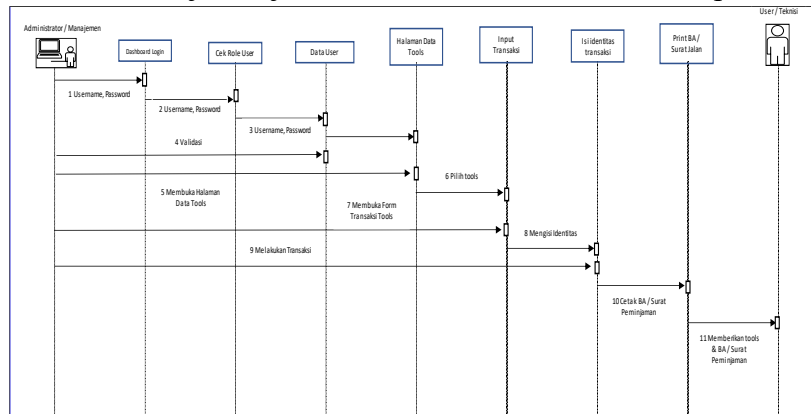 User / Teknisi
Administrator / Manajemen
Dashboard Login
Cek Role User
Data User
Halaman Data
Tools
Input
Transaksi
Isi identitas
transaksi
Print BA /
Surat Jalan
1 Username, Password
2 Username, Password
3 Username, Password
4 Validasi
5 Membuka Halaman
Data Tools
6 Pilih tools
7 Membuka Form
Transaksi Tools
8 Mengisi Identitas
9 Melakukan Transaksi
10 Cetak BA / Surat
Peminjaman
11 Memberikan tools
& BA / Surat
Peminjaman